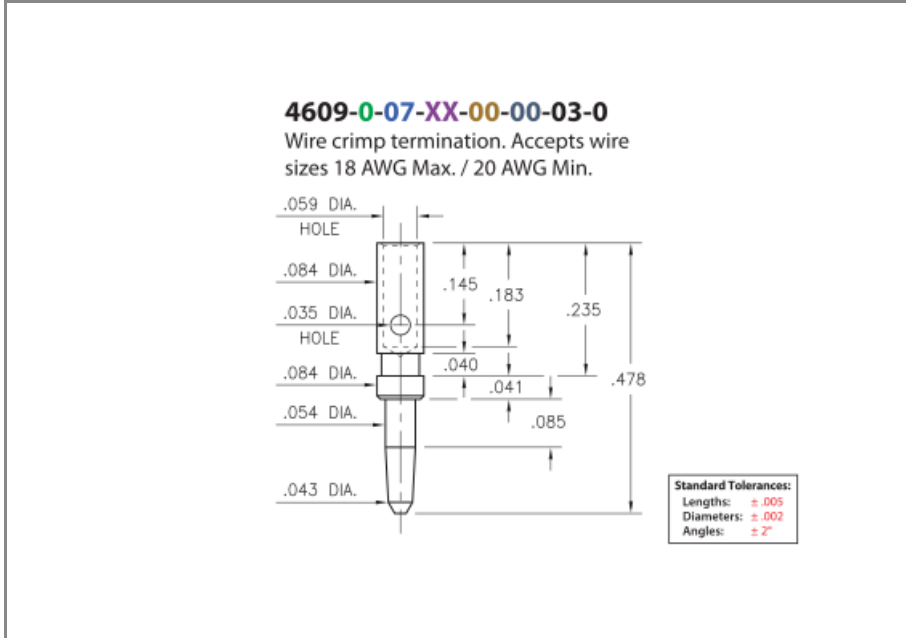 4609-0-07-XX-00-00-03-0
Wire crimp termination. Accepts wire
sizes 18 AWG Max. / 20 AWG Min.
.059 DIA.
HOLE
.084 DIA.
.145
.183
.235
.035 DIA.
HOLE
.040
.084 DIA.
.041
.478
.054 DIA.
.085
.043 DIA.
Standard Tolerances:
Lengths: ± .005
Diameters: ± .002
Angles: ± 2°